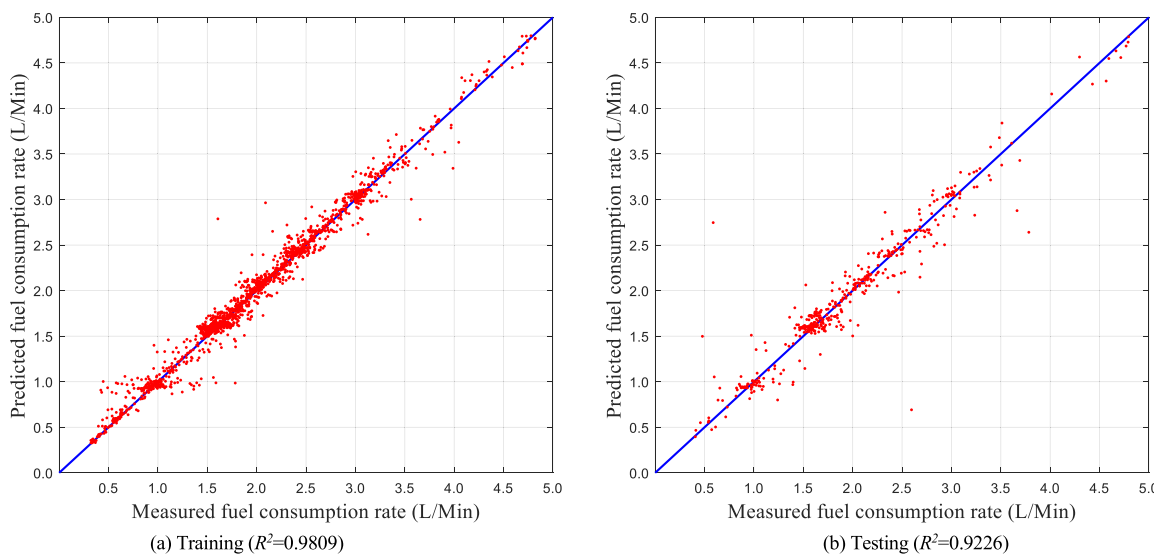 5.0
4.5
4.0
3.5
3.0
2.5
2.0
1.5
1.0
0.5
0.0
Predicted fuel consumption rate (L/Min)
0.5 1.0 1.5 2.0 2.5 3.0 3.5 4.0 4.5 5.0
Measured fuel consumption rate (L/Min)
(a) Training (R²=0.9809)
5.0
4.5
4.0
3.5
3.0
2.5
2.0
1.5
1.0
0.5
0.0
Predicted fuel consumption rate (L/Min)
0.5 1.0 1.5 2.0 2.5 3.0 3.5 4.0 4.5 5.0
Measured fuel consumption rate (L/Min)
(b) Testing (R²=0.9226)